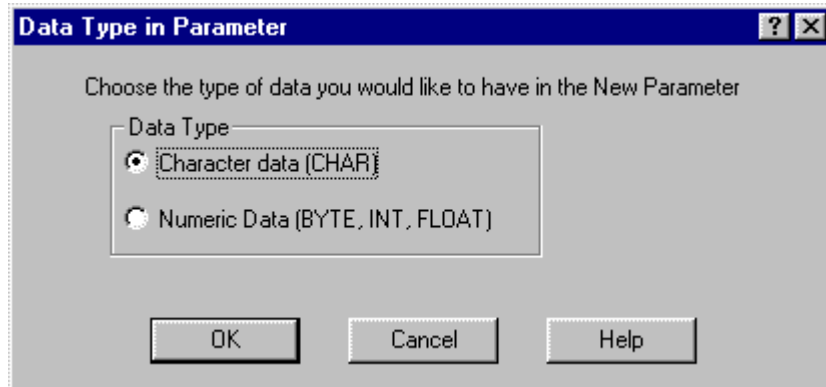 Data Type in Parameter
Choose the type of data you would like to have in the New Parameter
Data Type
Character data (CHAR)
Numeric Data (BYTE, INT, FLOAT)
OK Cancel Help